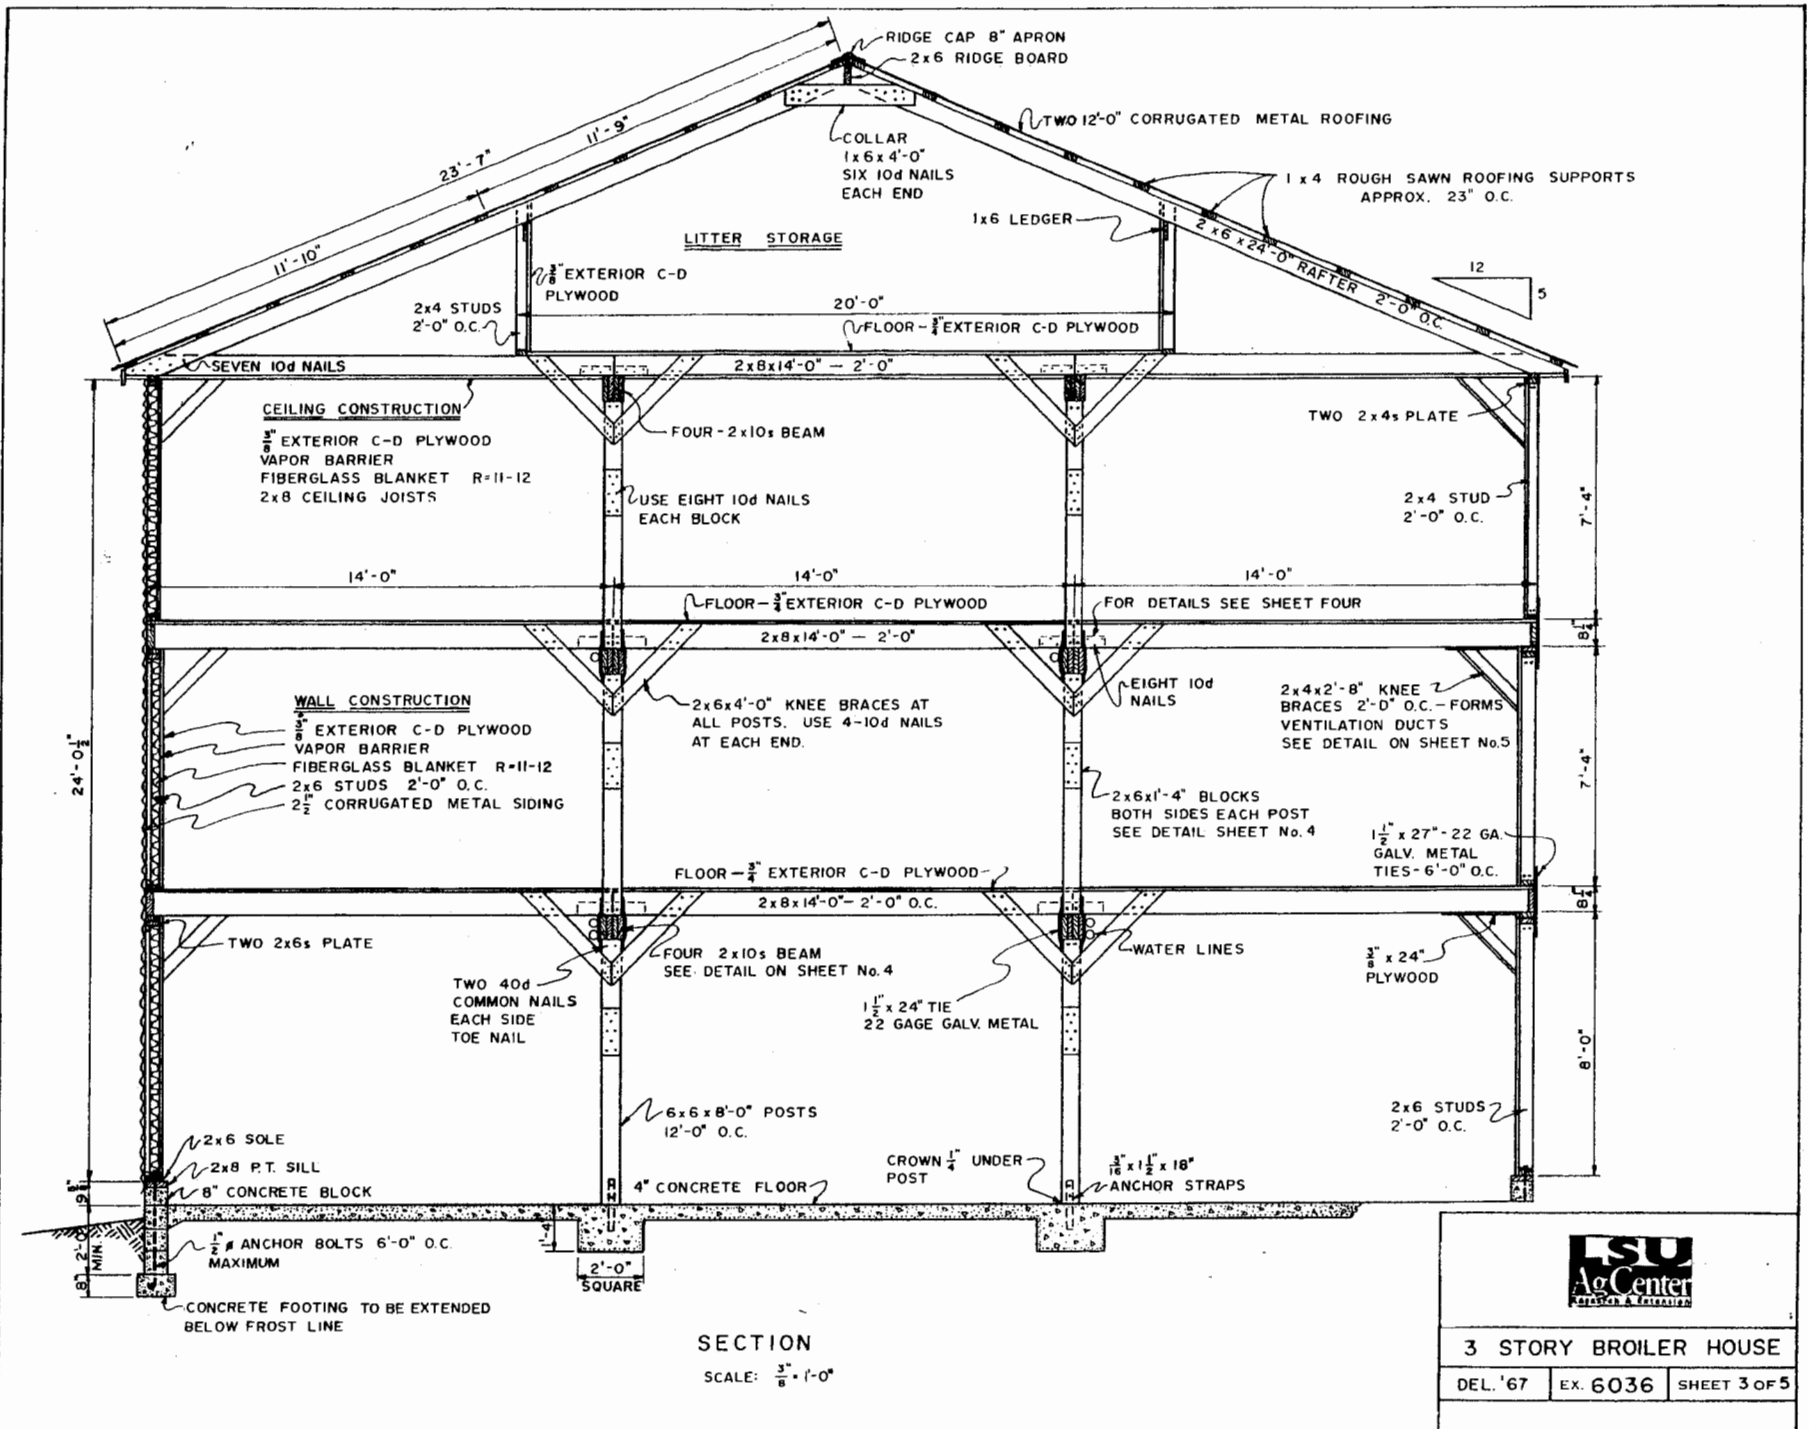 RIDGE CAP 8" APRON
2x6 RIDGE BOARD
11'-9"
23'-7"
11'-10"
TWO 12'-0" CORRUGATED METAL ROOFING
COLLAR
1x6x4'-0"
SIX 10d NAILS
EACH END
1 x 4 ROUGH SAWN ROOFING SUPPORTS
APPROX. 23" O.C.
1x6 LEDGER
LITTER STORAGE
2 x 6 x 24'-0" RAFTER 2'-0" O.C.
12
5
3/8" EXTERIOR C-D
PLYWOOD
2x4 STUDS
2'-0" O.C.
20'-0"
FLOOR-3/4" EXTERIOR C-D PLYWOOD
SEVEN 10d NAILS
2x8x14'-0" — 2'-0"
CEILING CONSTRUCTION
3/8" EXTERIOR C-D PLYWOOD
VAPOR BARRIER
FIBERGLASS BLANKET R=11-12
2x8 CEILING JOISTS
FOUR-2x10s BEAM
TWO 2x4s PLATE
USE EIGHT 10d NAILS
EACH BLOCK
2x4 STUD
2'-0" O.C.
7'-4"
14'-0"
14'-0"
14'-0"
FLOOR-3/4" EXTERIOR C-D PLYWOOD
FOR DETAILS SEE SHEET FOUR
2x8x14'-0" — 2'-0"
8 1/4"
WALL CONSTRUCTION
3/8" EXTERIOR C-D PLYWOOD
VAPOR BARRIER
FIBERGLASS BLANKET R=11-12
2x6 STUDS 2'-0" O.C.
2 1/2" CORRUGATED METAL SIDING
24'-0 1/2"
2x6x4'-0" KNEE BRACES AT
ALL POSTS. USE 4-10d NAILS
AT EACH END.
EIGHT 10d
NAILS
2x4x2'-8" KNEE
BRACES 2'-0" O.C.-FORMS
VENTILATION DUCTS
SEE DETAIL ON SHEET No.5
7'-4"
2x6x1'-4" BLOCKS
BOTH SIDES EACH POST
SEE DETAIL SHEET No. 4
1 1/2" x 27"-22 GA.
GALV. METAL
TIES-6'-0" O.C.
FLOOR-3/4" EXTERIOR C-D PLYWOOD
2x8x14'-0"- 2'-0" O.C.
8 1/4"
TWO 2x6s PLATE
FOUR 2x10s BEAM
SEE DETAIL ON SHEET No. 4
WATER LINES
3/8 x 24"
PLYWOOD
TWO 40d
COMMON NAILS
EACH SIDE
TOE NAIL
1 1/2" x 24" TIE
22 GAGE GALV. METAL
8'-0"
6x6x8'-0" POSTS
12'-0" O.C.
2x6 STUDS
2'-0" O.C.
2x6 SOLE
2x8 P.T. SILL
8" CONCRETE BLOCK
4" CONCRETE FLOOR
CROWN 1/4" UNDER
POST
3/16" x 1 1/2" x 18"
ANCHOR STRAPS
2'-0"
MIN.
8"
1/2" ø ANCHOR BOLTS 6'-0" O.C.
MAXIMUM
1'-4"
2'-0"
SQUARE
CONCRETE FOOTING TO BE EXTENDED
BELOW FROST LINE
SECTION
SCALE: 3/8" = 1'-0"
LSU
AgCenter
Research & Extension
3 STORY BROILER HOUSE
DEL. '67 EX. 6036 SHEET 3 OF 5